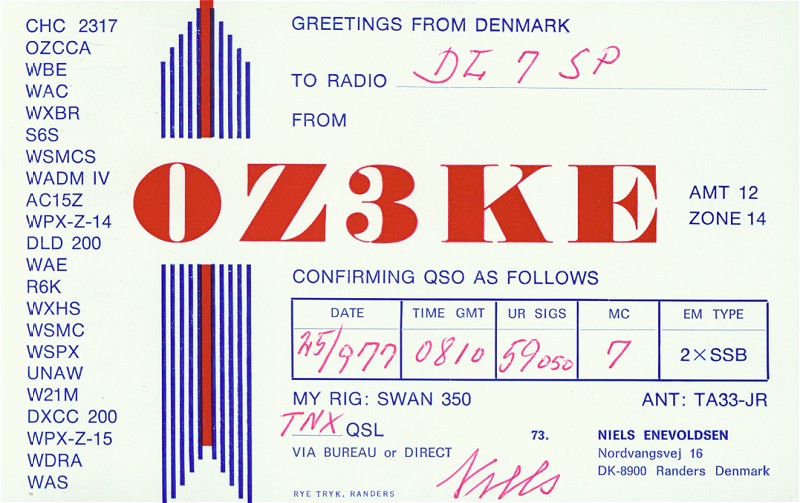 CHC 2317
OZCCA
WBE
WAC
WXBR
S6S
WSMCS
WADM IV
AC15Z
WPX-Z-14
DLD 200
WAE
R6K
WXHS
WSMC
WSPX
UNAW
W21M
DXCC 200
WPX-Z-15
WDRA
WAS
GREETINGS FROM DENMARK
TO RADIO DL 7 SP
FROM
OZ3KE
AMT 12
ZONE 14
CONFIRMING QSO AS FOLLOWS
DATE TIME GMT UR SIGS MC EM TYPE
25/9 77 0810 59050 7 2×SSB
MY RIG: SWAN 350 ANT: TA33-JR
TNX QSL 73.
VIA BUREAU or DIRECT
Niels
NIELS ENEVOLDSEN
Nordvangsvej 16
DK-8900 Randers Denmark
RYE TRYK. RANDERS